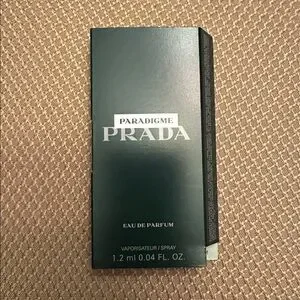 PARADIGME
PRADA
EAU DE PARFUM
VAPORISATEUR / SPRAY
1.2 ml 0.04 FL. OZ.